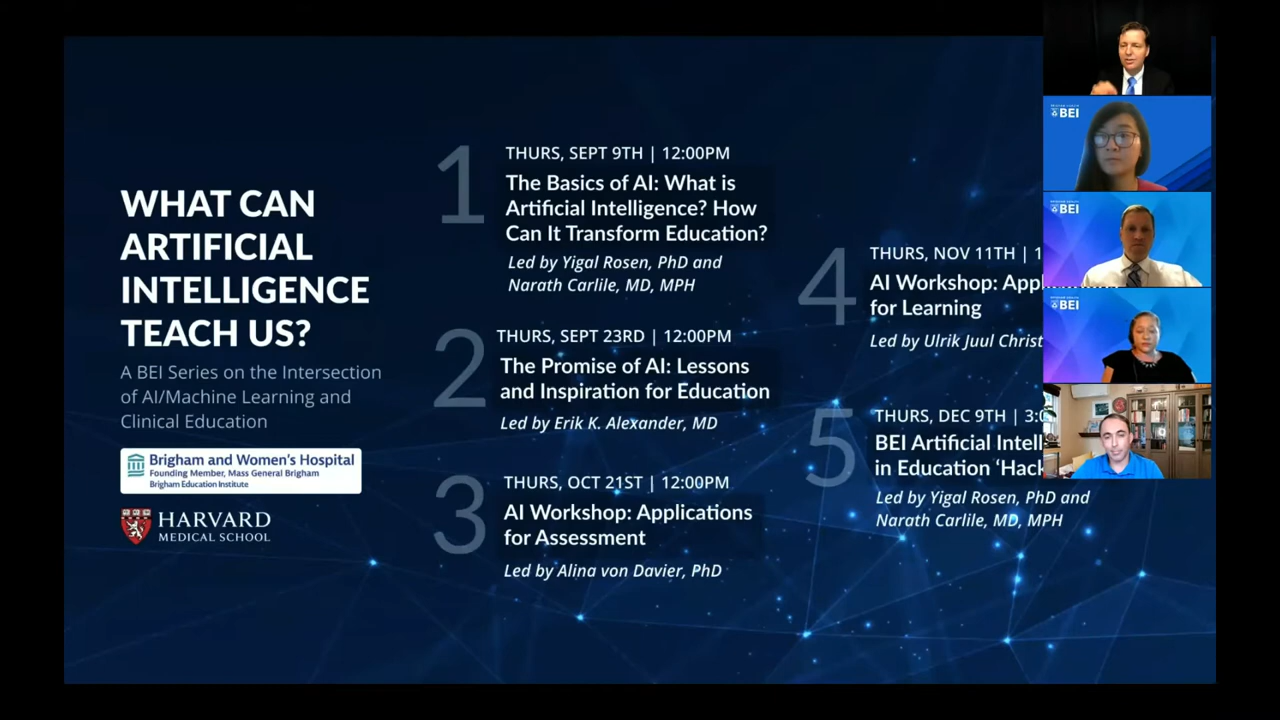 WHAT CAN
ARTIFICIAL
INTELLIGENCE
TEACH US?
A BEI Series on the Intersection
of AI/Machine Learning and
Clinical Education
Brigham and Women's Hospital
Founding Member, Mass General Brigham
Brigham Education Institute
HARVARD
MEDICAL SCHOOL
1
THURS, SEPT 9TH | 12:00PM
The Basics of AI: What is
Artificial Intelligence? How
Can It Transform Education?
Led by Yigal Rosen, PhD and
Narath Carlile, MD, MPH
2
THURS, SEPT 23RD | 12:00PM
The Promise of AI: Lessons
and Inspiration for Education
Led by Erik K. Alexander, MD
3
THURS, OCT 21ST | 12:00PM
AI Workshop: Applications
for Assessment
Led by Alina von Davier, PhD
4
THURS, NOV 11TH | 1
AI Workshop: App
for Learning
Led by Ulrik Juul Christ
5
THURS, DEC 9TH | 3:0
BEI Artificial Intell
in Education ‘Hack
Led by Yigal Rosen, PhD and
Narath Carlile, MD, MPH
BEI
BEI
BEI